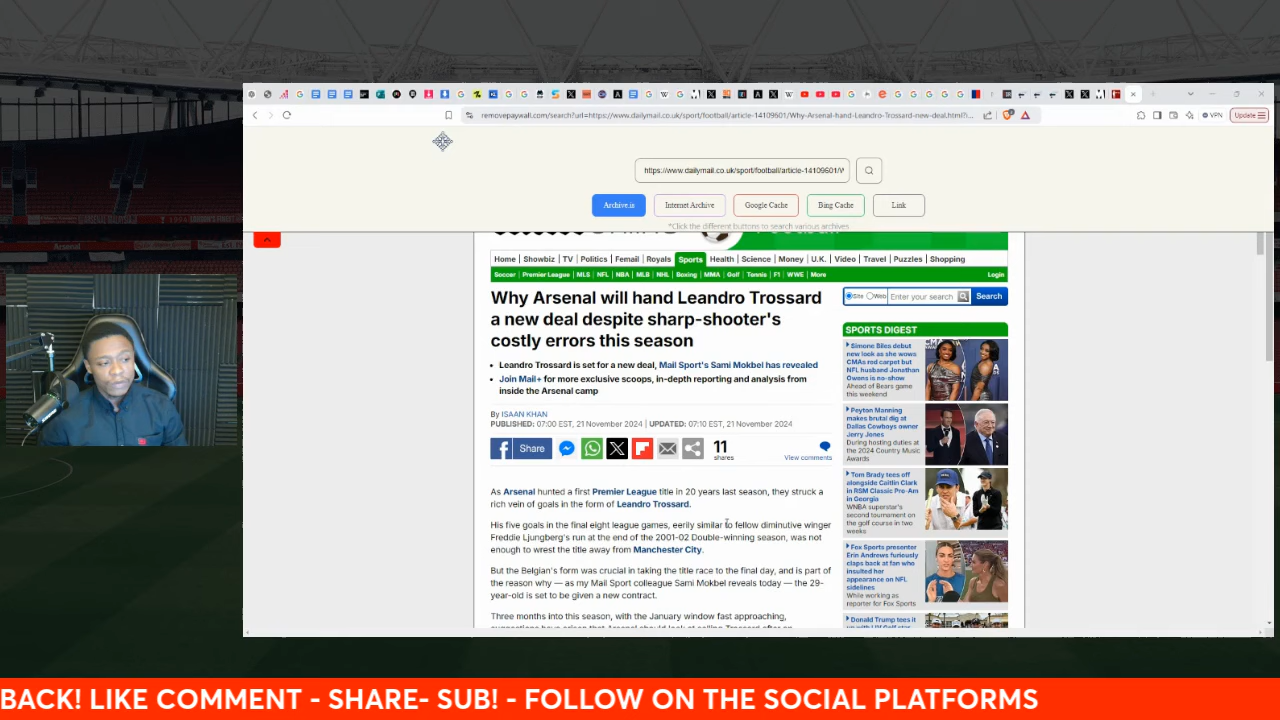 removepaywall.com/search?url=https://www.dailymail.co.uk/sport/football/article-14109601/Why-Arsenal-hand-Leandro-Trossard-new-deal.html?...
VPN
Update
https://www.dailymail.co.uk/sport/football/article-14109601/W
Archive.is
Internet Archive
Google Cache
Bing Cache
Link
*Click the different buttons to search various archives
Home | Showbiz | TV | Politics | Femail | Royals | Sports | Health | Science | Money | U.K. | Video | Travel | Puzzles | Shopping
Soccer | Premier League | MLS | NFL | NBA | MLB | NHL | Boxing | MMA | Golf | Tennis | F1 | WWE | More
Login
Why Arsenal will hand Leandro Trossard
a new deal despite sharp-shooter's
costly errors this season
• Leandro Trossard is set for a new deal, Mail Sport's Sami Mokbel has revealed
• Join Mail+ for more exclusive scoops, in-depth reporting and analysis from
inside the Arsenal camp
By ISAAN KHAN
PUBLISHED: 07:00 EST, 21 November 2024 | UPDATED: 07:10 EST, 21 November 2024
f Share
11
shares
View comments
As Arsenal hunted a first Premier League title in 20 years last season, they struck a
rich vein of goals in the form of Leandro Trossard.
His five goals in the final eight league games, eerily similar to fellow diminutive winger
Freddie Ljungberg's run at the end of the 2001-02 Double-winning season, was not
enough to wrest the title away from Manchester City.
But the Belgian's form was crucial in taking the title race to the final day, and is part of
the reason why — as my Mail Sport colleague Sami Mokbel reveals today — the 29-
year-old is set to be given a new contract.
Three months into this season, with the January window fast approaching,
Site Web Enter your search Search
SPORTS DIGEST
Simone Biles debut
new look as she wows
CMAs red carpet but
NFL husband Jonathan
Owens is no-show
Ahead of Bears game
this weekend
Peyton Manning
makes brutal dig at
Dallas Cowboys owner
Jerry Jones
During hosting duties at
the 2024 Country Music
Awards
Tom Brady tees off
alongside Caitlin Clark
in RSM Classic Pro-Am
in Georgia
WNBA superstar's
second tournament on
the golf course in two
weeks
Fox Sports presenter
Erin Andrews furiously
claps back at fan who
insulted her
appearance on NFL
sidelines
While working as
reporter for Fox Sports
Donald Trump tees it
BACK! LIKE COMMENT - SHARE- SUB! - FOLLOW ON THE SOCIAL PLATFORMS